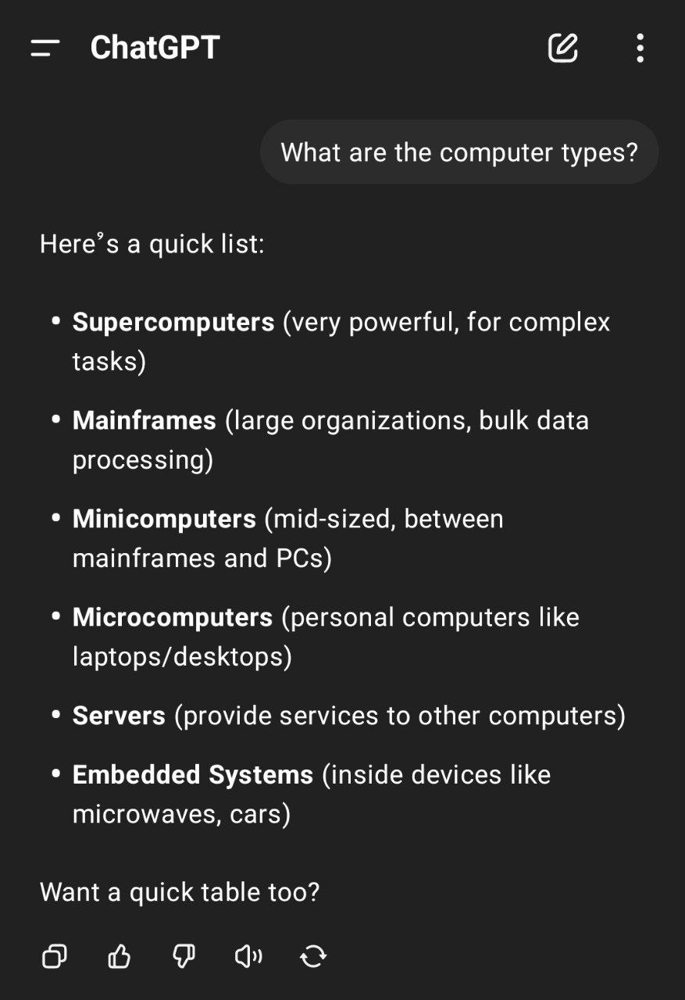 ChatGPT
What are the computer types?
Here’s a quick list:
• Supercomputers (very powerful, for complex
tasks)
• Mainframes (large organizations, bulk data
processing)
• Minicomputers (mid-sized, between
mainframes and PCs)
• Microcomputers (personal computers like
laptops/desktops)
• Servers (provide services to other computers)
• Embedded Systems (inside devices like
microwaves, cars)
Want a quick table too?